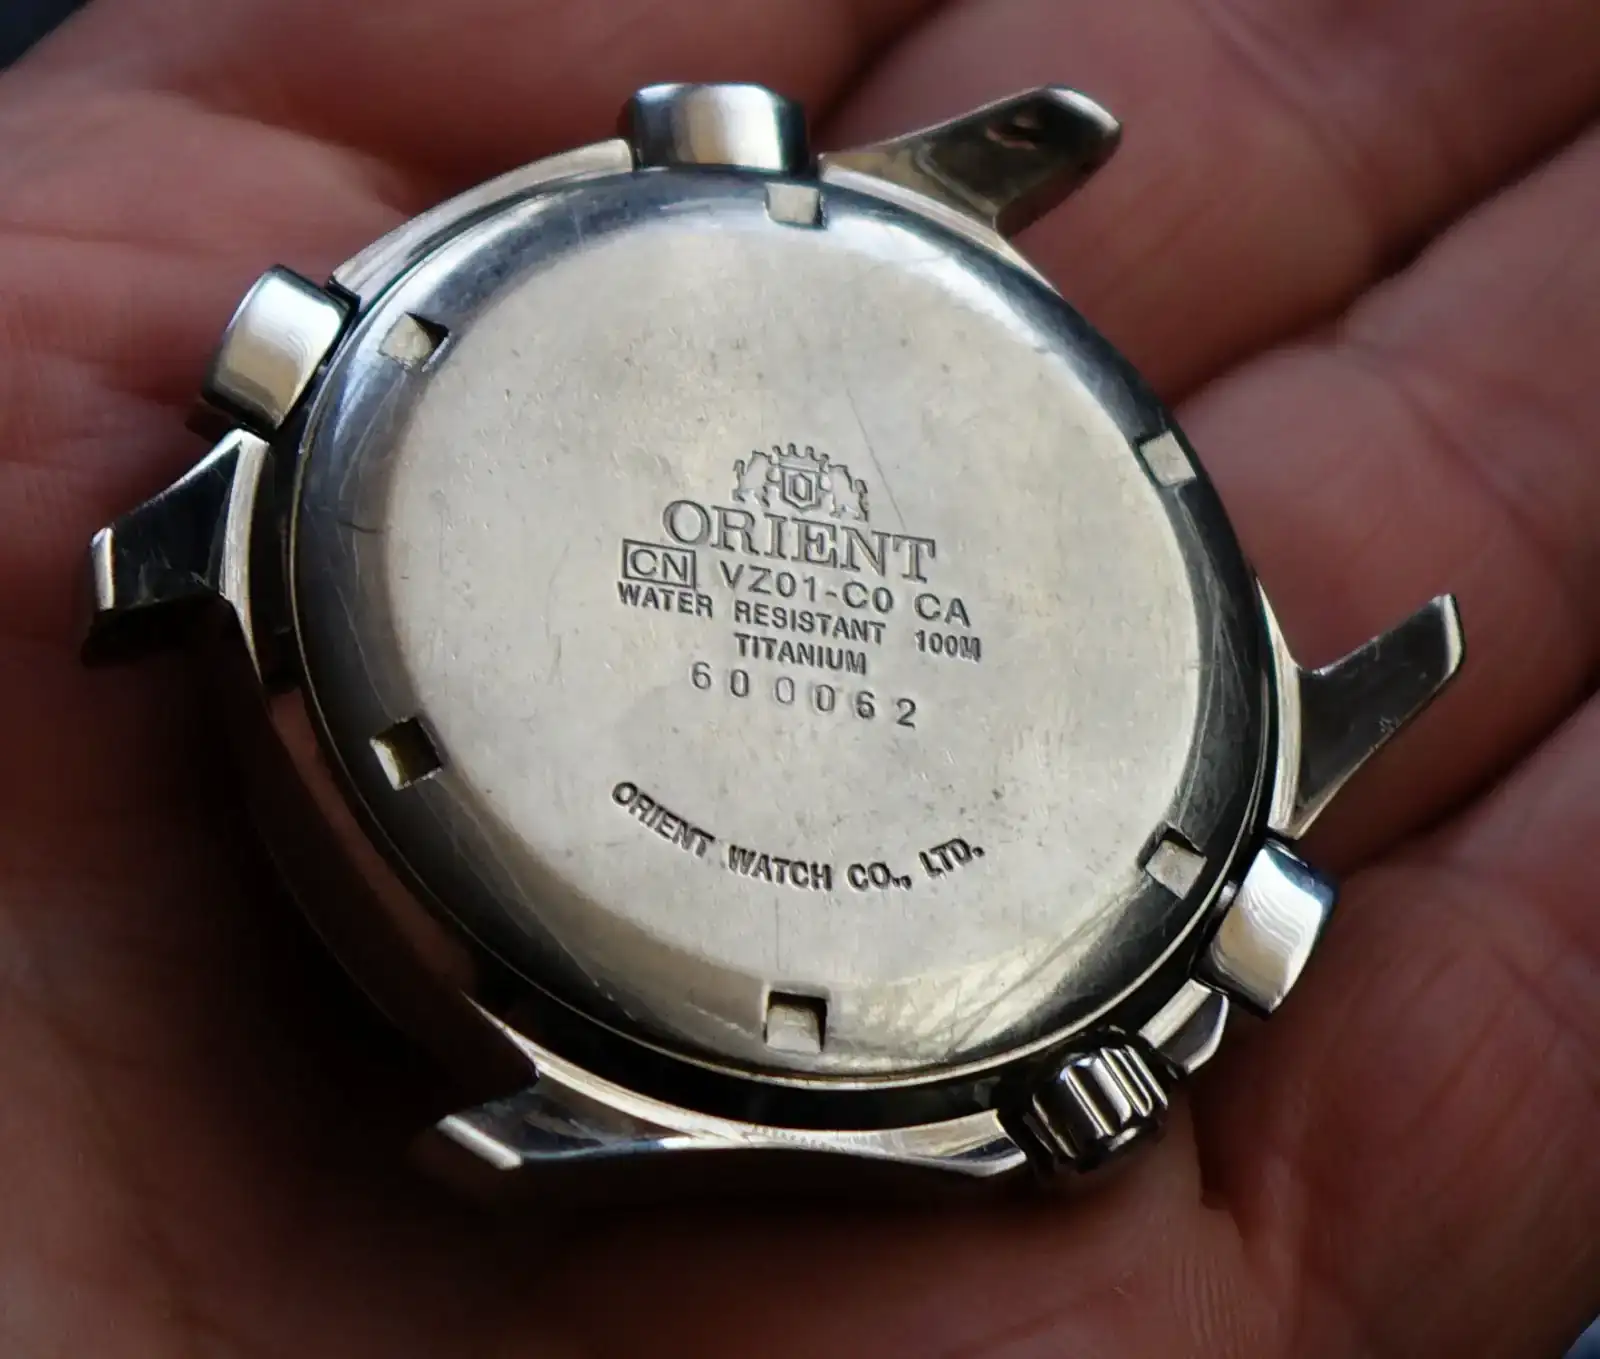 ORIENT
CN VZ01-C0 CA
WATER RESISTANT 100M
TITANIUM
600062
ORIENT WATCH CO., LTD.